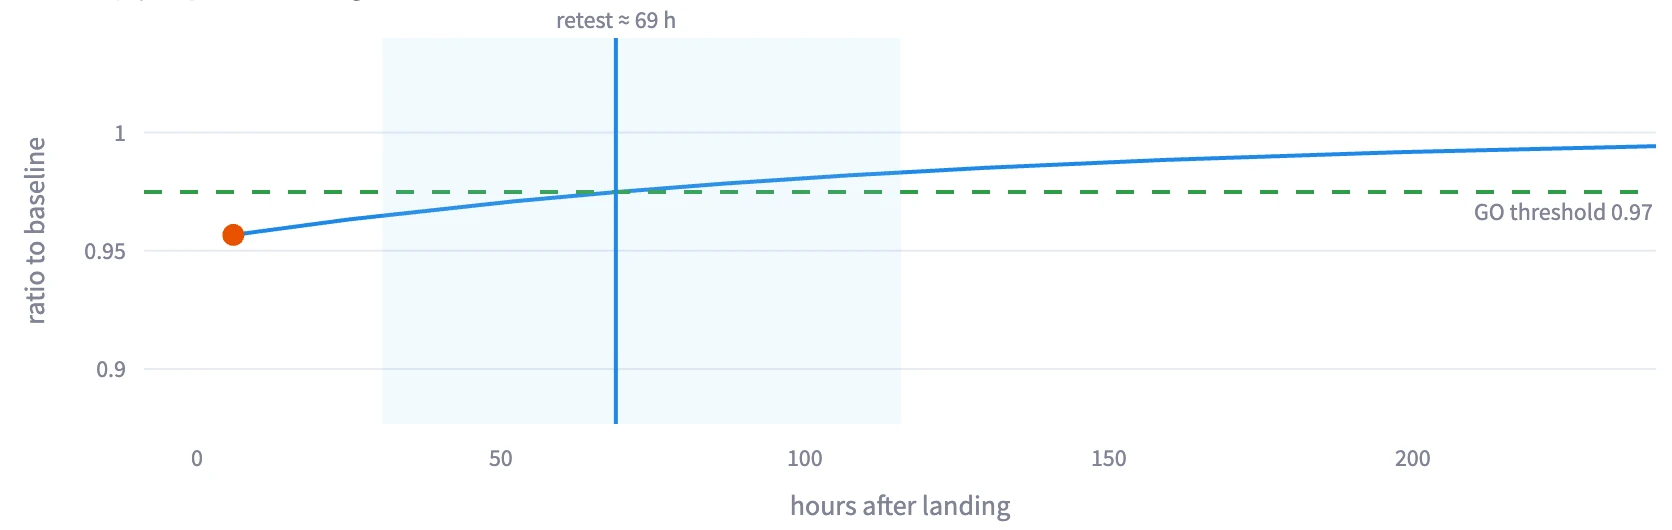 retest ≈ 69 h
1
0.95
0.9
ratio to baseline
GO threshold 0.97
0 50 100 150 200
hours after landing